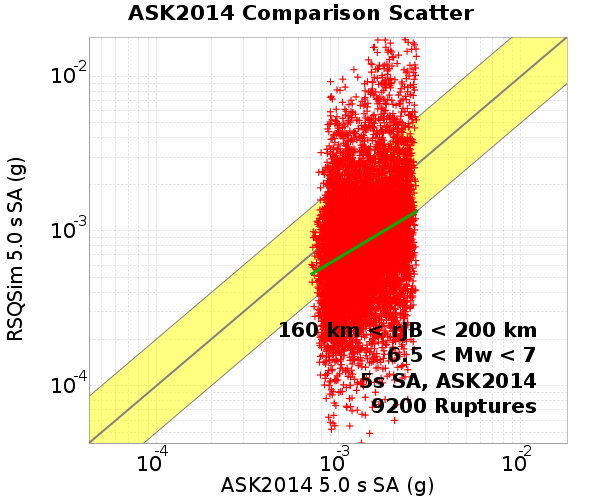 ASK2014 Comparison Scatter
RSQSim 5.0 s SA (g)
10-2
10-3
10-4
160 km < rJB < 200 km
6.5 < Mw < 7
5s SA, ASK2014
9200 Ruptures
10-4
10-3
10-2
ASK2014 5.0 s SA (g)